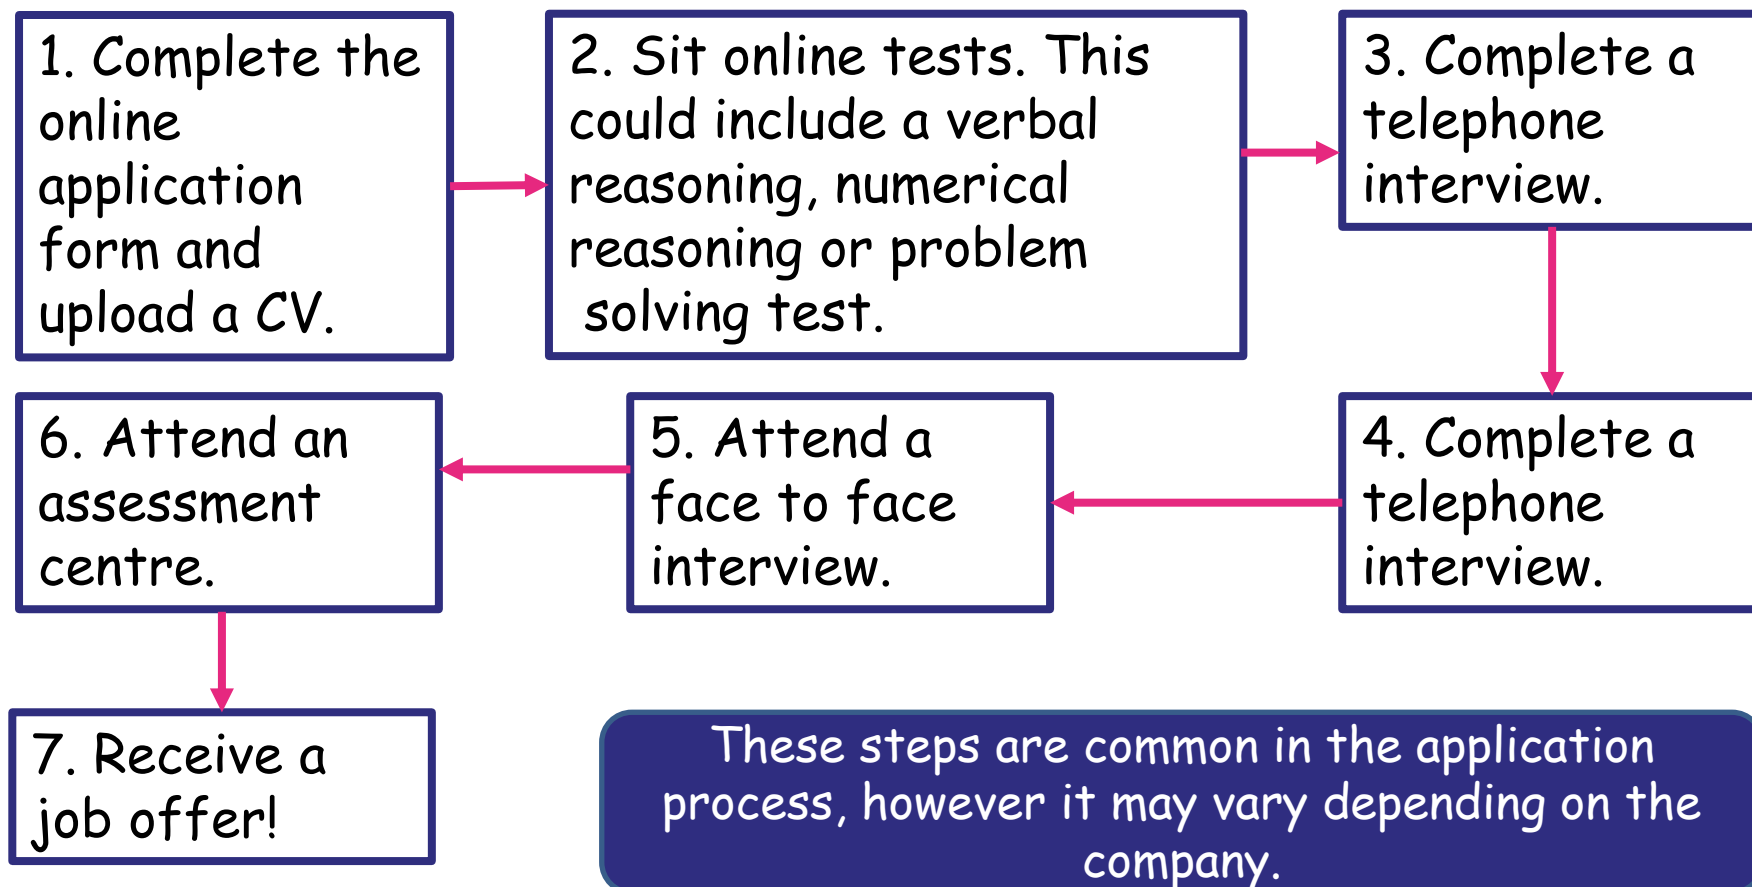 1. Complete the
online
application
form and
upload a CV.
2. Sit online tests. This
could include a verbal
reasoning, numerical
reasoning or problem
solving test.
3. Complete a
telephone
interview.
4. Complete a
telephone
interview.
5. Attend a
face to face
interview.
6. Attend an
assessment
centre.
7. Receive a
job offer!
These steps are common in the application
process, however it may vary depending on the
company.